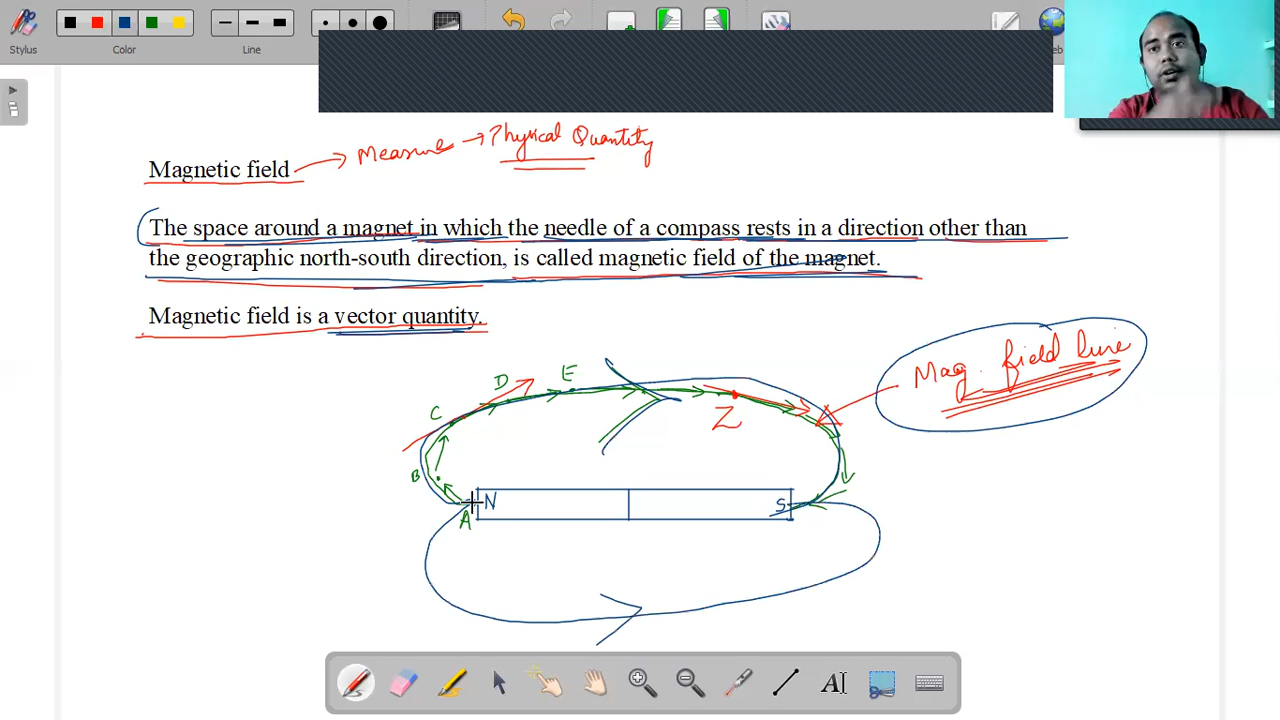 Stylus
Color
Line
Magnetic field → Measure → Physical Quantity
The space around a magnet in which the needle of a compass rests in a direction other than
the geographic north-south direction, is called magnetic field of the magnet.
Magnetic field is a vector quantity.
Mag. field line
D E
C
Z
B
N S
A